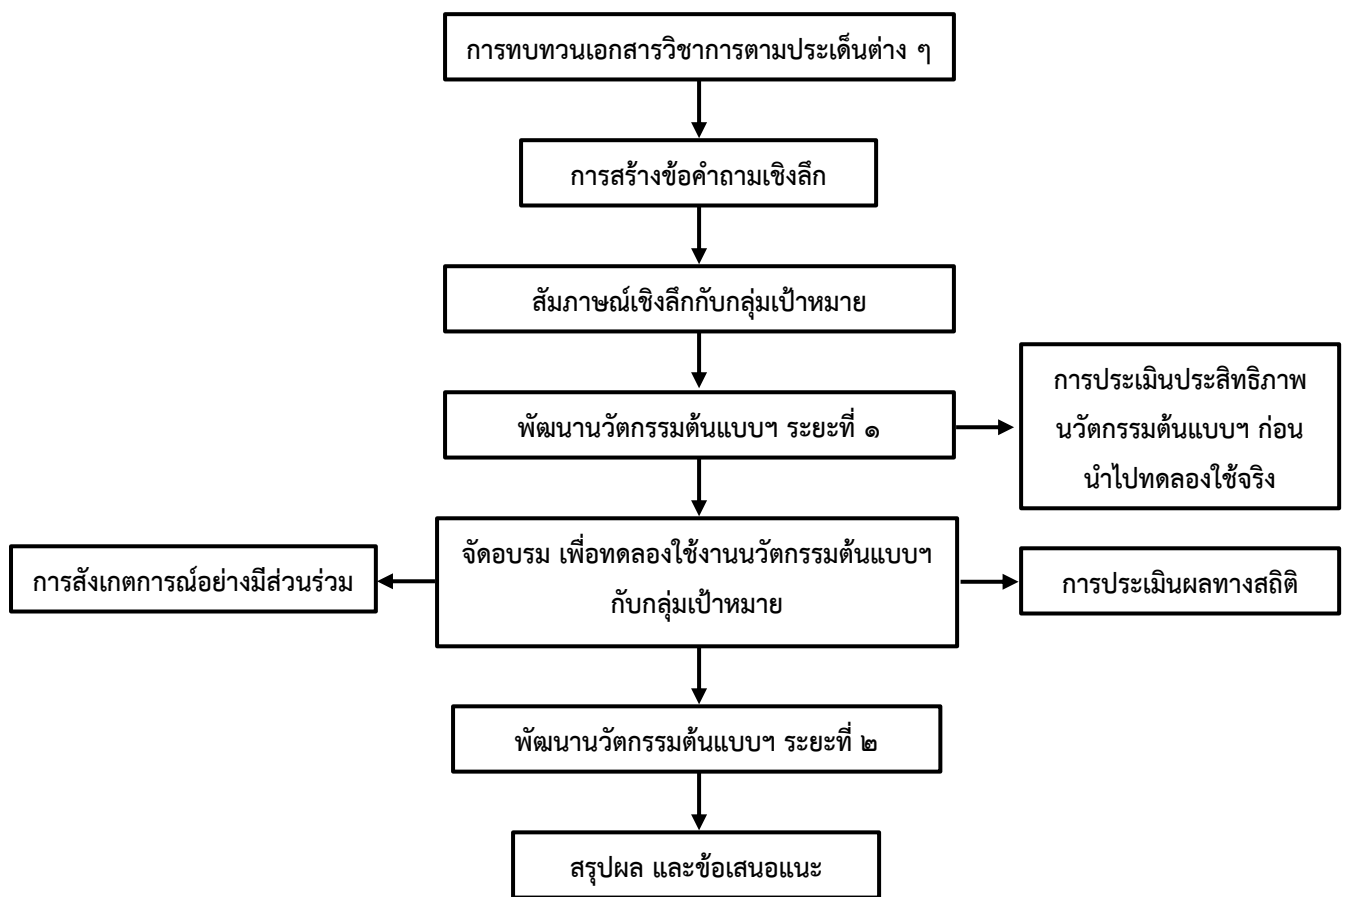 การทบทวนเอกสารวิชาการตามประเด็นต่าง ๆ
การสร้างข้อคำถามเชิงลึก
สัมภาษณ์เชิงลึกกับกลุ่มเป้าหมาย
พัฒนานวัตกรรมต้นแบบฯ ระยะที่ ๑
การประเมินประสิทธิภาพ
นวัตกรรมต้นแบบฯ ก่อน
นำไปทดลองใช้จริง
จัดอบรม เพื่อทดลองใช้งานนวัตกรรมต้นแบบฯ
กับกลุ่มเป้าหมาย
การสังเกตการณ์อย่างมีส่วนร่วม
การประเมินผลทางสถิติ
พัฒนานวัตกรรมต้นแบบฯ ระยะที่ ๒
สรุปผล และข้อเสนอแนะ